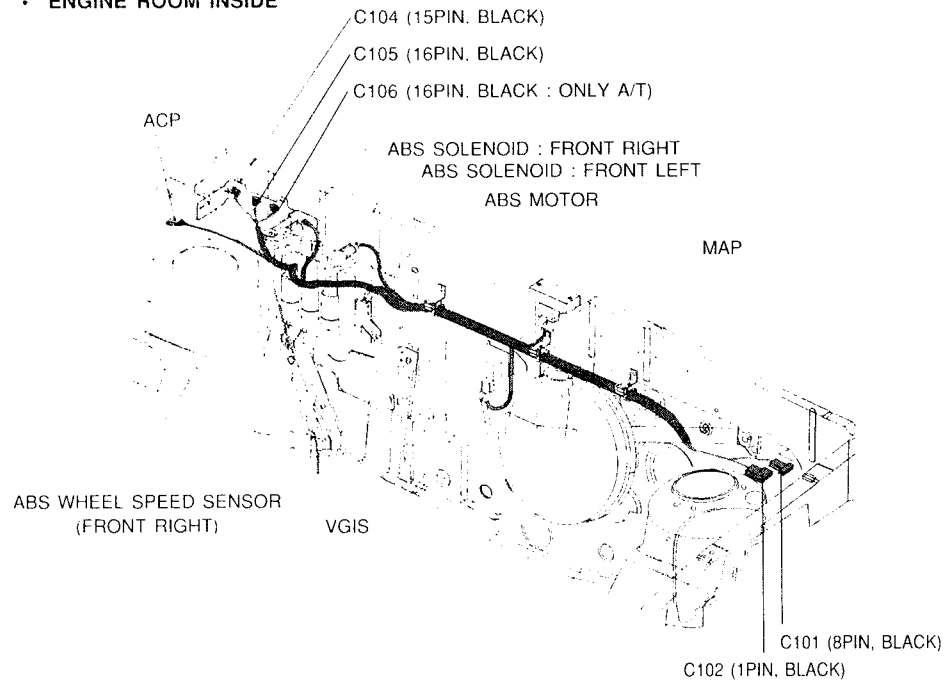 • ENGINE ROOM INSIDE
C104 (15PIN. BLACK)
C105 (16PIN. BLACK)
C106 (16PIN. BLACK : ONLY A/T)
ACP
ABS SOLENOID : FRONT RIGHT
ABS SOLENOID : FRONT LEFT
ABS MOTOR
MAP
ABS WHEEL SPEED SENSOR
(FRONT RIGHT)
VGIS
C101 (8PIN, BLACK)
C102 (1PIN, BLACK)